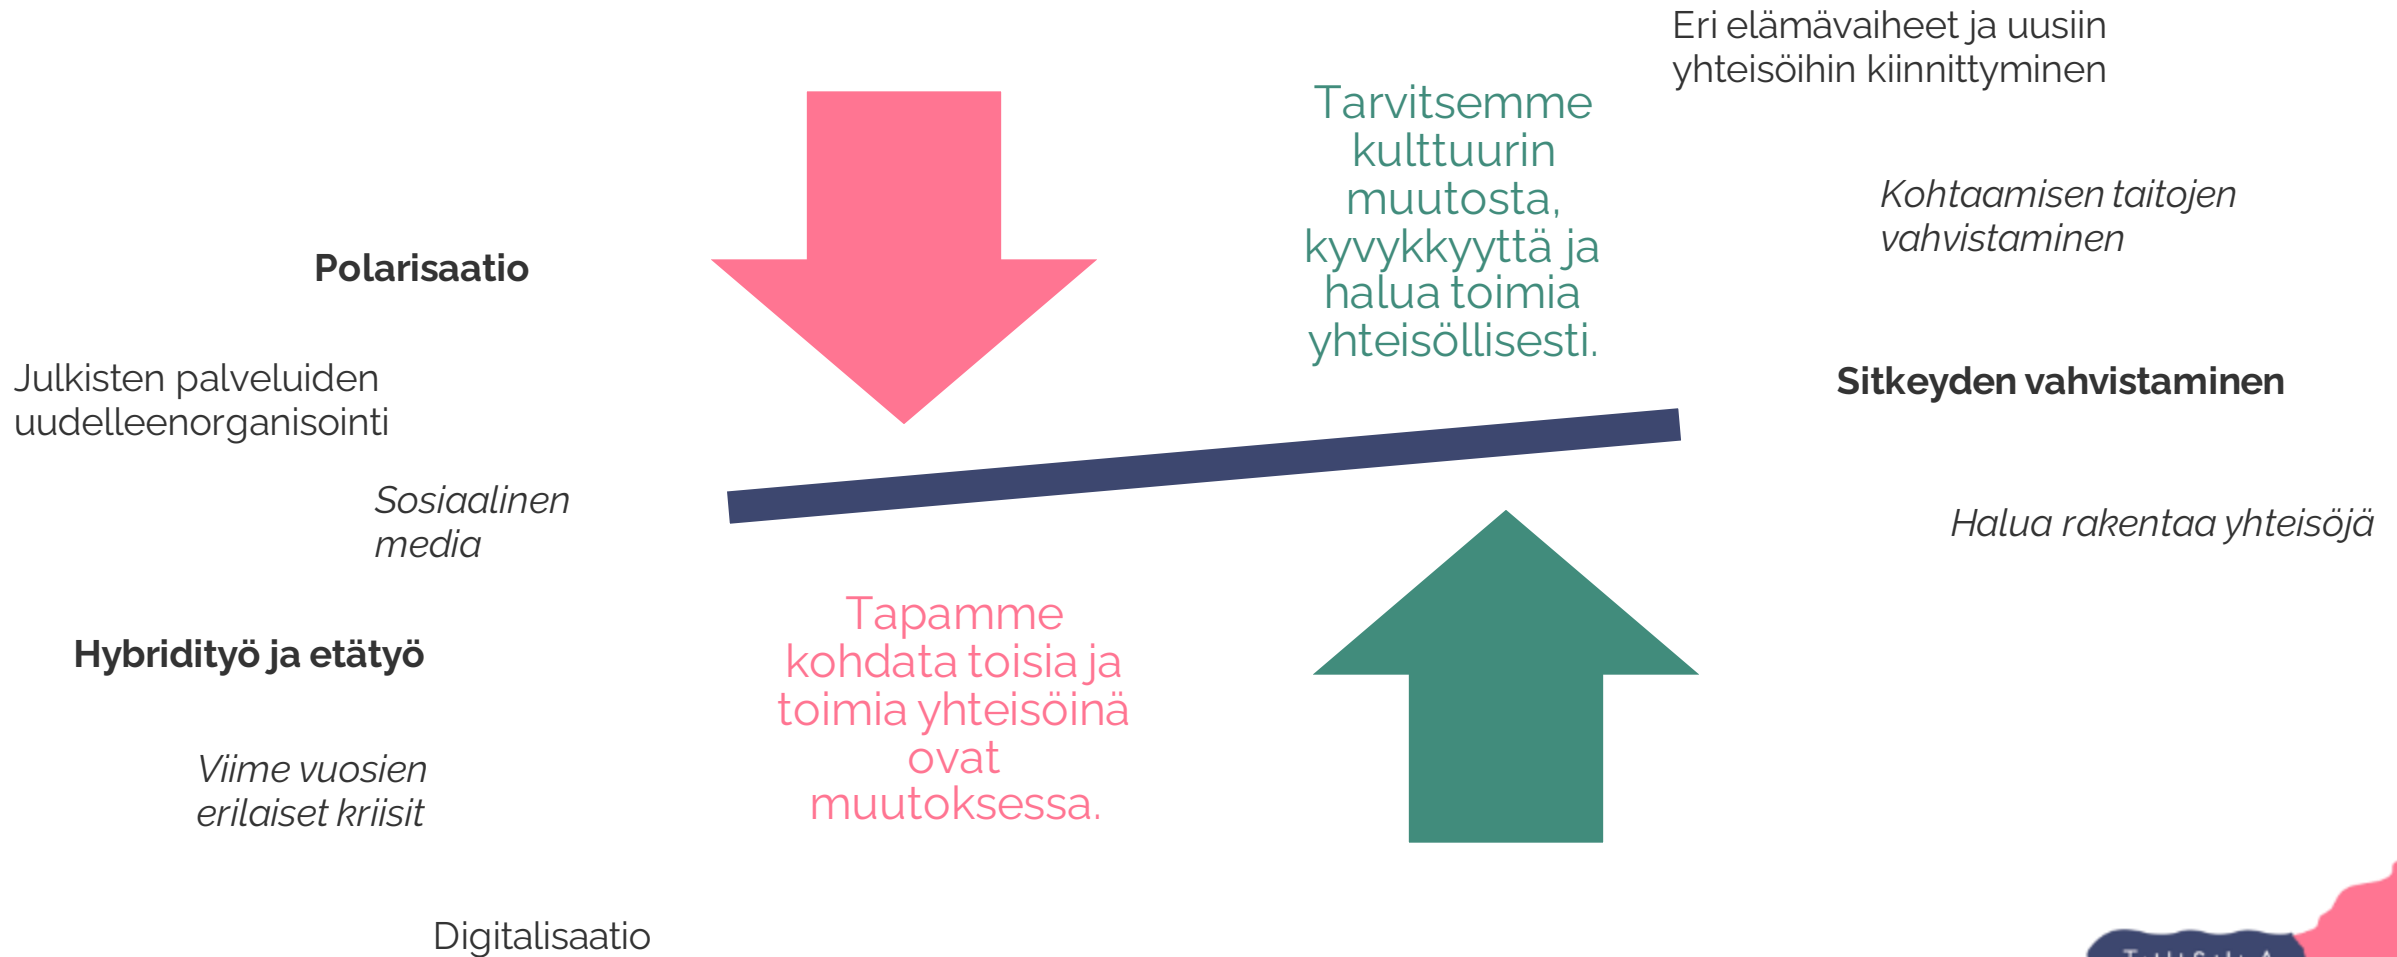 Polarisaatio
Julkisten palveluiden
uudelleenorganisointi
Sosiaalinen
media
Hybridityö ja etätyö
Viime vuosien
erilaiset kriisit
Digitalisaatio
Tapamme
kohdata toisia ja
toimia yhteisöinä
ovat
muutoksessa.
Tarvitsemme
kulttuurin
muutosta,
kyvykkyyttä ja
halua toimia
yhteisöllisesti.
Eri elämävaiheet ja uusiin
yhteisöihin kiinnittyminen
Kohtaamisen taitojen
vahvistaminen
Sitkeyden vahvistaminen
Halua rakentaa yhteisöjä